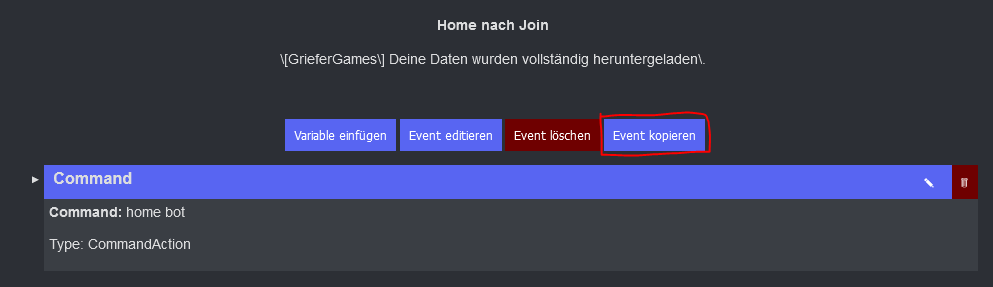 Home nach Join
\[GrieferGames\] Deine Daten wurden vollständig heruntergeladen\.
Variable einfügen Event editieren Event löschen Event kopieren
Command
Command: home bot
Type: CommandAction